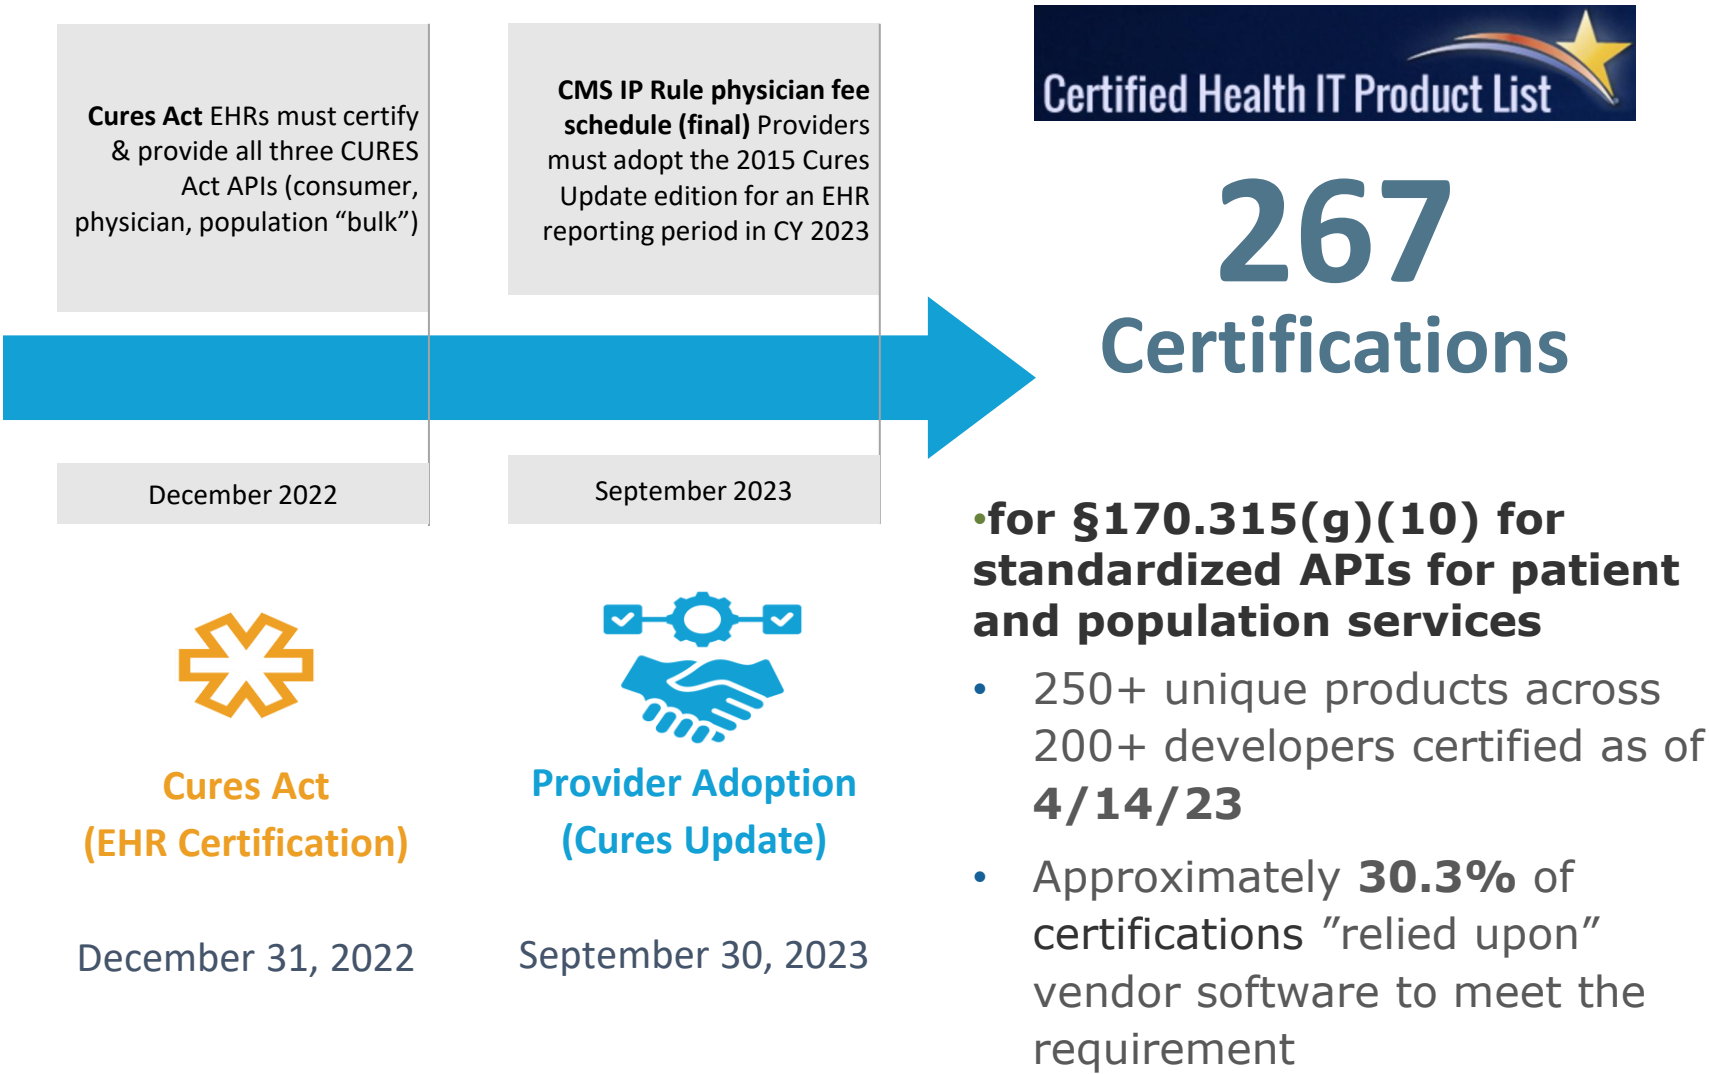 Cures Act EHRs must certify
& provide all three CURES
Act APIs (consumer,
physician, population “bulk”)
CMS IP Rule physician fee
schedule (final) Providers
must adopt the 2015 Cures
Update edition for an EHR
reporting period in CY 2023
December 2022
September 2023
Cures Act
(EHR Certification)
December 31, 2022
Provider Adoption
(Cures Update)
September 30, 2023
Certified Health IT Product List
267
Certifications
•for §170.315(g)(10) for
standardized APIs for patient
and population services
• 250+ unique products across
200+ developers certified as of
4/14/23
• Approximately 30.3% of
certifications ”relied upon”
vendor software to meet the
requirement